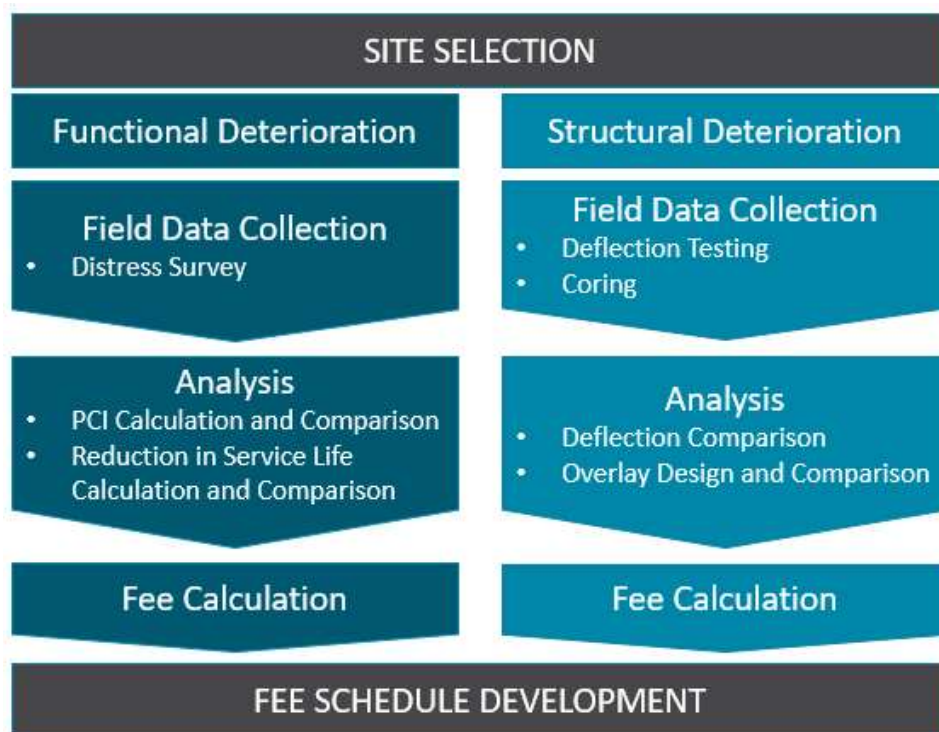 SITE SELECTION
Functional Deterioration
Field Data Collection
• Distress Survey
Analysis
• PCI Calculation and Comparison
• Reduction in Service Life
Calculation and Comparison
Fee Calculation
Structural Deterioration
Field Data Collection
• Deflection Testing
• Coring
Analysis
• Deflection Comparison
• Overlay Design and Comparison
Fee Calculation
FEE SCHEDULE DEVELOPMENT